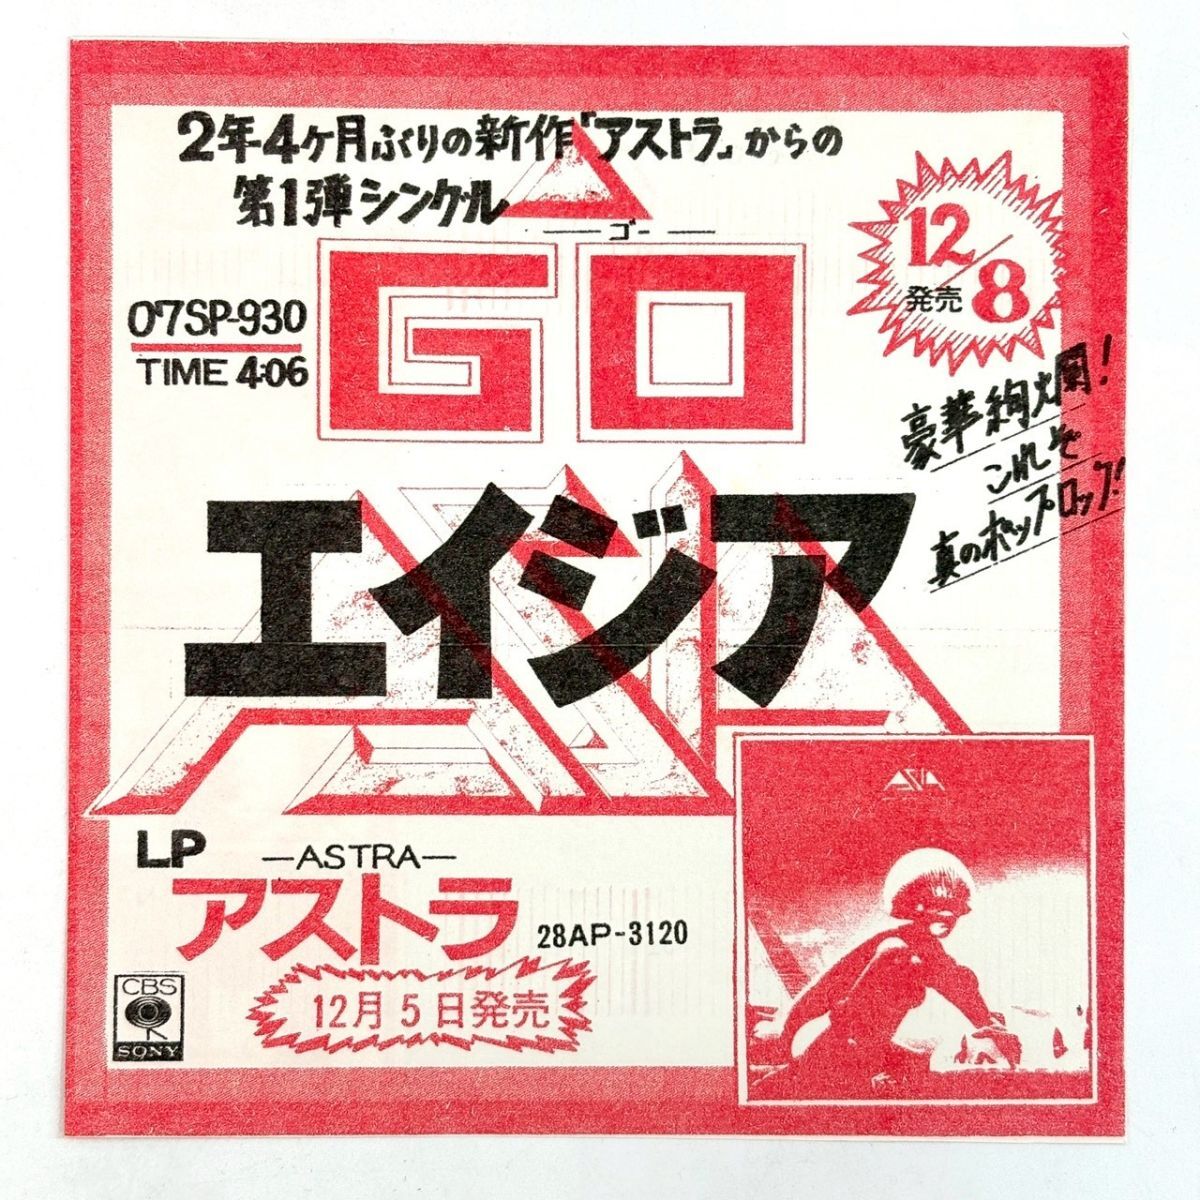 2年4ケ月ぶりの新作『アストラ』からの
第1弾シングル
ゴー
GO
12/8
発売
07SP-930
TIME 4:06
豪華絢爛!
これぞ
真のポップ・ロック!
エイジア
ASIA
ASIA
LP
—ASTRA—
アストラ
28AP-3120
12月5日発売
CBS
SONY